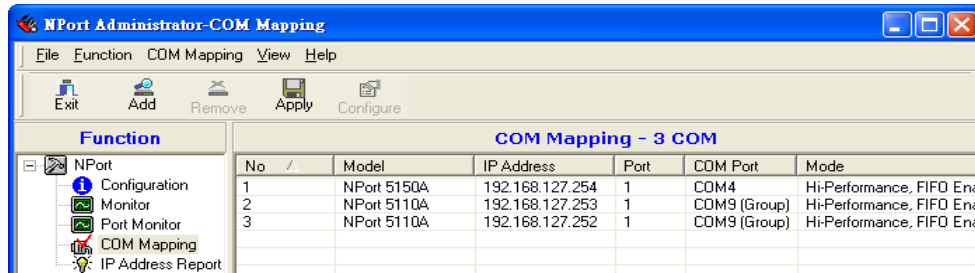 NPort Administrator-COM Mapping
File Function COM Mapping View Help
Exit Add Remove Apply Configure
Function
COM Mapping - 3 COM
NPort
Configuration
Monitor
Port Monitor
COM Mapping
IP Address Report
No Model IP Address Port COM Port Mode
1 NPort 5150A 192.168.127.254 1 COM4 Hi-Performance, FIFO Ena
2 NPort 5110A 192.168.127.253 1 COM9 (Group) Hi-Performance, FIFO Ena
3 NPort 5110A 192.168.127.252 1 COM9 (Group) Hi-Performance, FIFO Ena